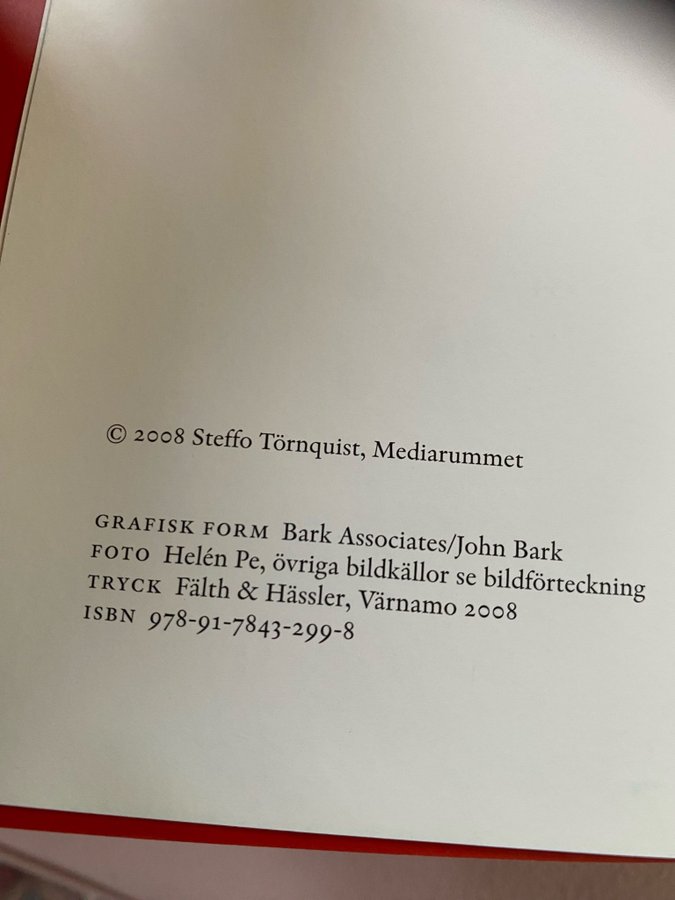 © 2008 Steffo Törnquist, Mediarummet
GRAFISK FORM Bark Associates/John Bark
FOTO Helén Pe, övriga bildkällor se bildförteckning
TRYCK Fälth & Hässler, Värnamo 2008
ISBN 978-91-7843-299-8